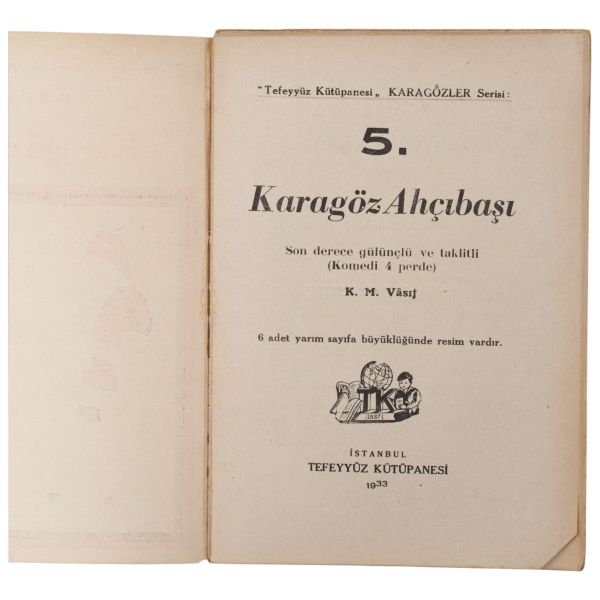 "Tefeyyüz Kütüpanesi„ KARAGÖZLER Serisi:
5.
Karagöz Ahçıbaşı
Son derece gülünçlü ve taklitli
(Komedi 4 perde)
K. M. Vâsıf
6 adet yarım sayıfa büyüklüğünde resim vardır.
TK
1887
İSTANBUL
TEFEYYÜZ KÜTÜPANESİ
1933